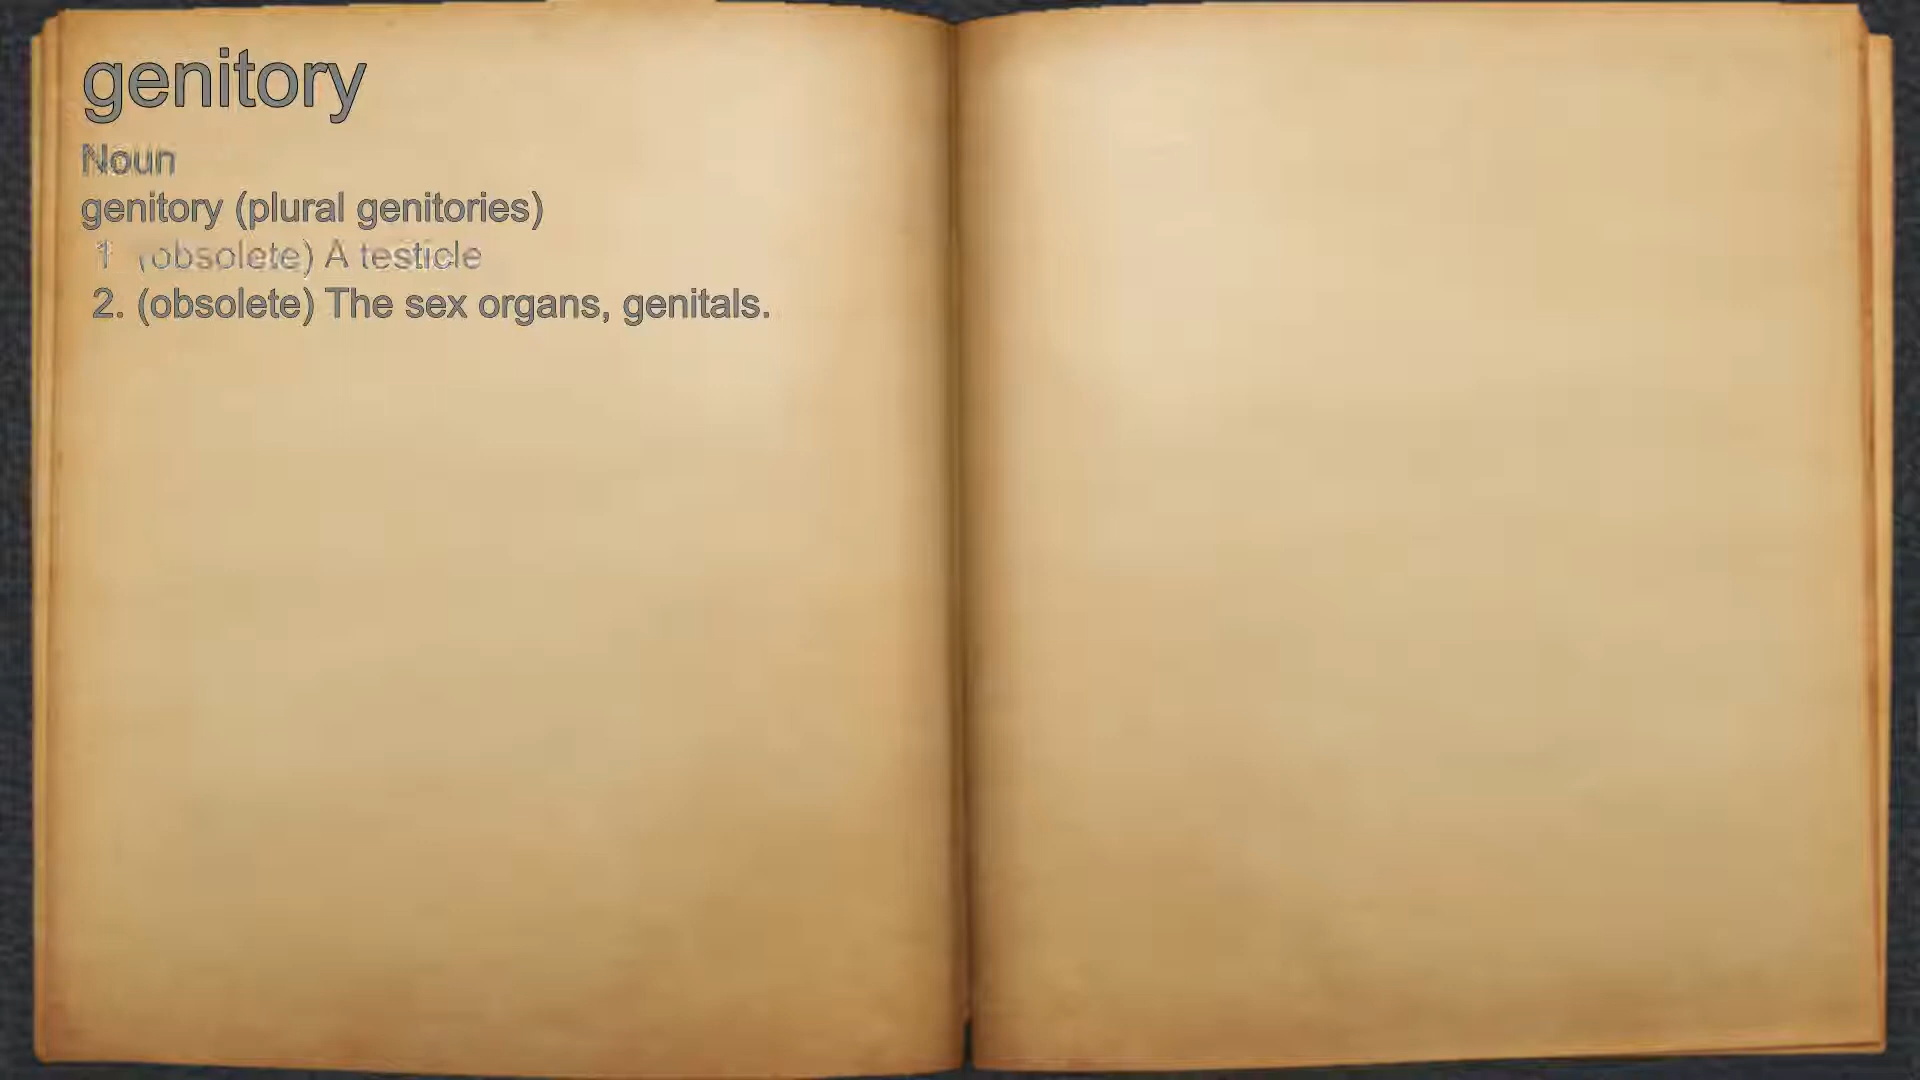 genitory
Noun
genitory (plural genitories)
1 (obsolete) A testicle
2. (obsolete) The sex organs, genitals.